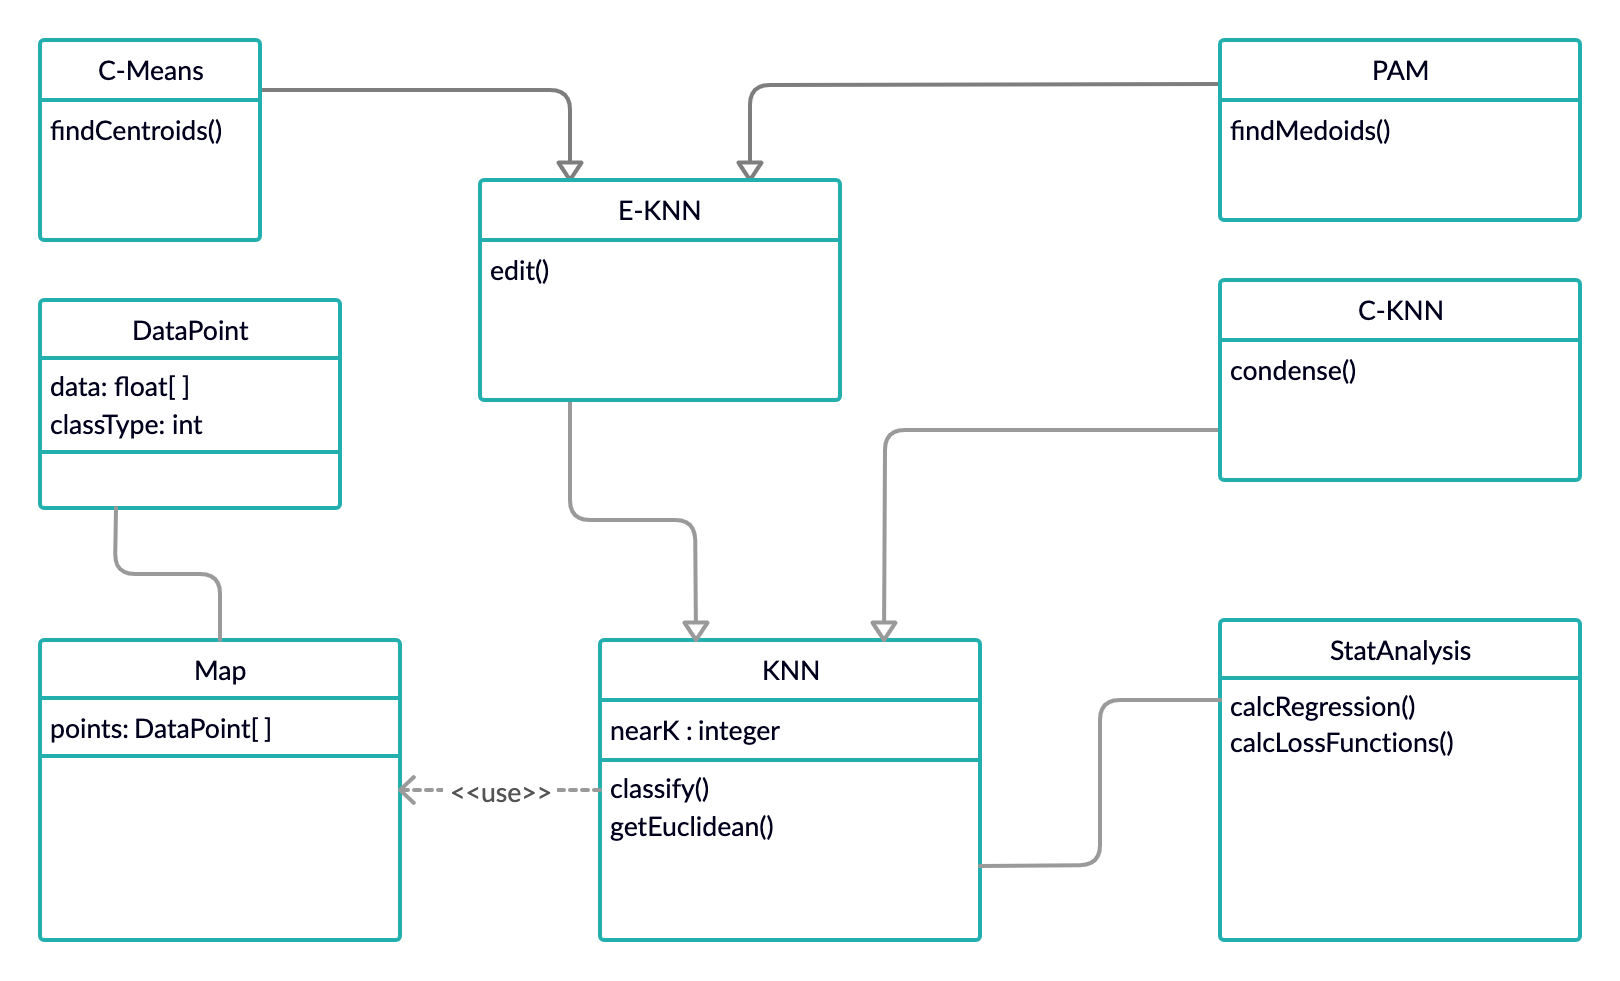 C-Means
findCentroids()
PAM
findMedoids()
E-KNN
edit()
C-KNN
condense()
DataPoint
data: float[ ]
classType: int
Map
points: DataPoint[ ]
<<use>>
KNN
nearK : integer
classify()
getEuclidean()
StatAnalysis
calcRegression()
calcLossFunctions()